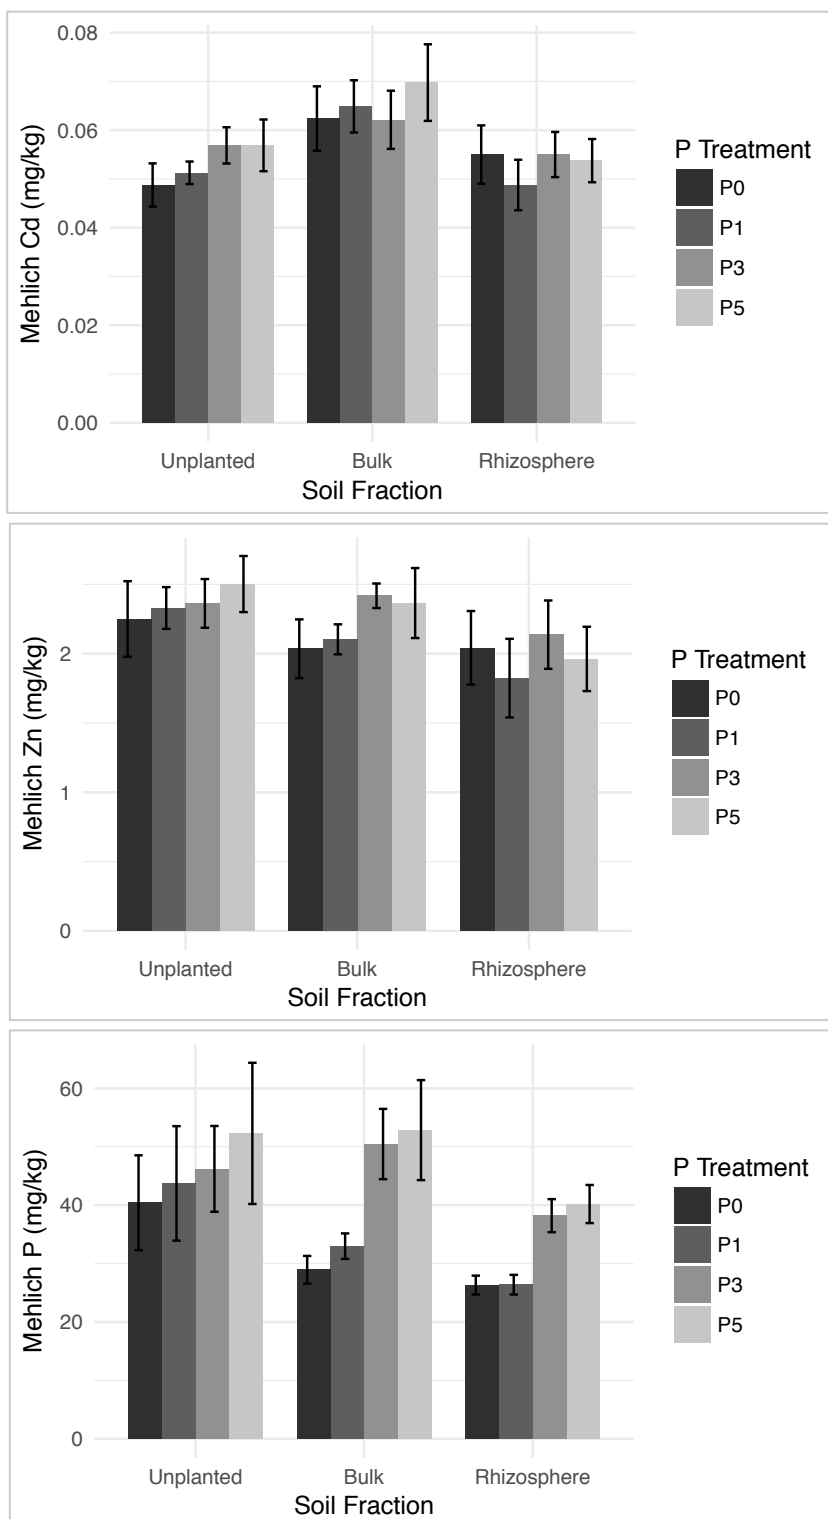 Mehlich Cd (mg/kg)
0.08
0.06
0.04
0.02
0.00
Unplanted Bulk Rhizosphere
Soil Fraction
P Treatment
P0
P1
P3
P5
Mehlich Zn (mg/kg)
2
1
0
Unplanted Bulk Rhizosphere
Soil Fraction
P Treatment
P0
P1
P3
P5
Mehlich P (mg/kg)
60
40
20
0
Unplanted Bulk Rhizosphere
Soil Fraction
P Treatment
P0
P1
P3
P5